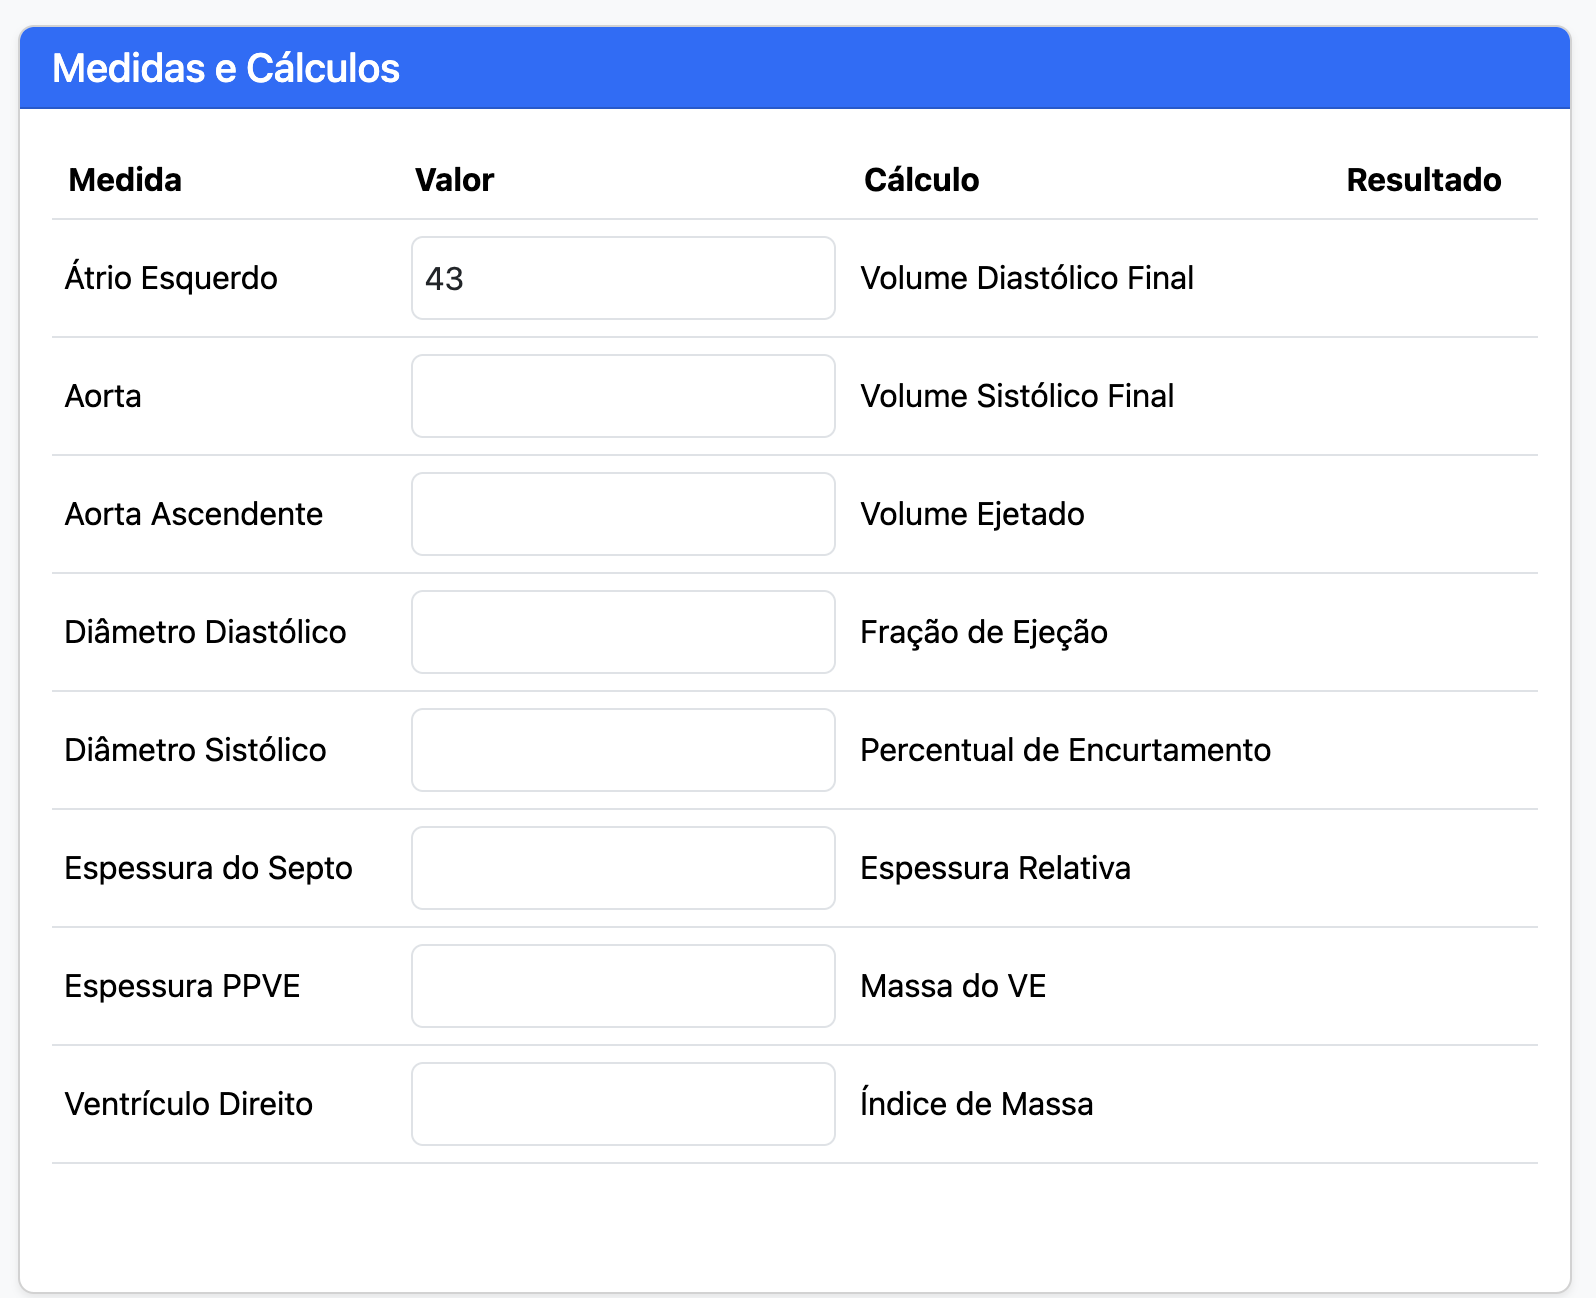 Medidas e Cálculos
Medida Valor Cálculo Resultado
Átrio Esquerdo 43 Volume Diastólico Final
Aorta Volume Sistólico Final
Aorta Ascendente Volume Ejetado
Diâmetro Diastólico Fração de Ejeção
Diâmetro Sistólico Percentual de Encurtamento
Espessura do Septo Espessura Relativa
Espessura PPVE Massa do VE
Ventrículo Direito Índice de Massa